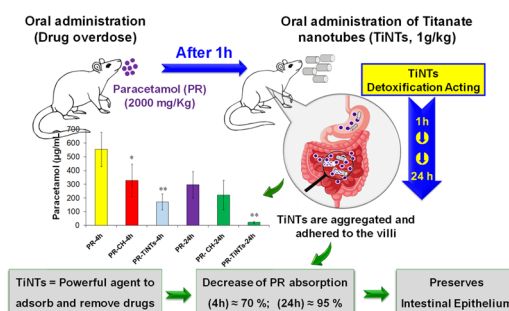 Oral administration
(Drug overdose)
After 1h
Oral administration of Titanate
nanotubes (TiNTs, 1g/kg)
Paracetamol (PR)
(2000 mg/Kg)
TiNTs
Detoxification Acting
1h
24 h
Paracetamol (µg/mL)
700
600
500
400
300
200
100
0
*
**
**
PR-4h
PR-CH-4h
PR-TiNTs-4h
PR-24h
PR-CH-24h
PR-TiNTs-24h
TiNTs are aggregated and
adhered to the villi
TiNTs = Powerful agent to
adsorb and remove drugs
Decrease of PR absorption
(4h) ≈ 70 %; (24h) ≈ 95 %
Preserves
Intestinal Epithelium